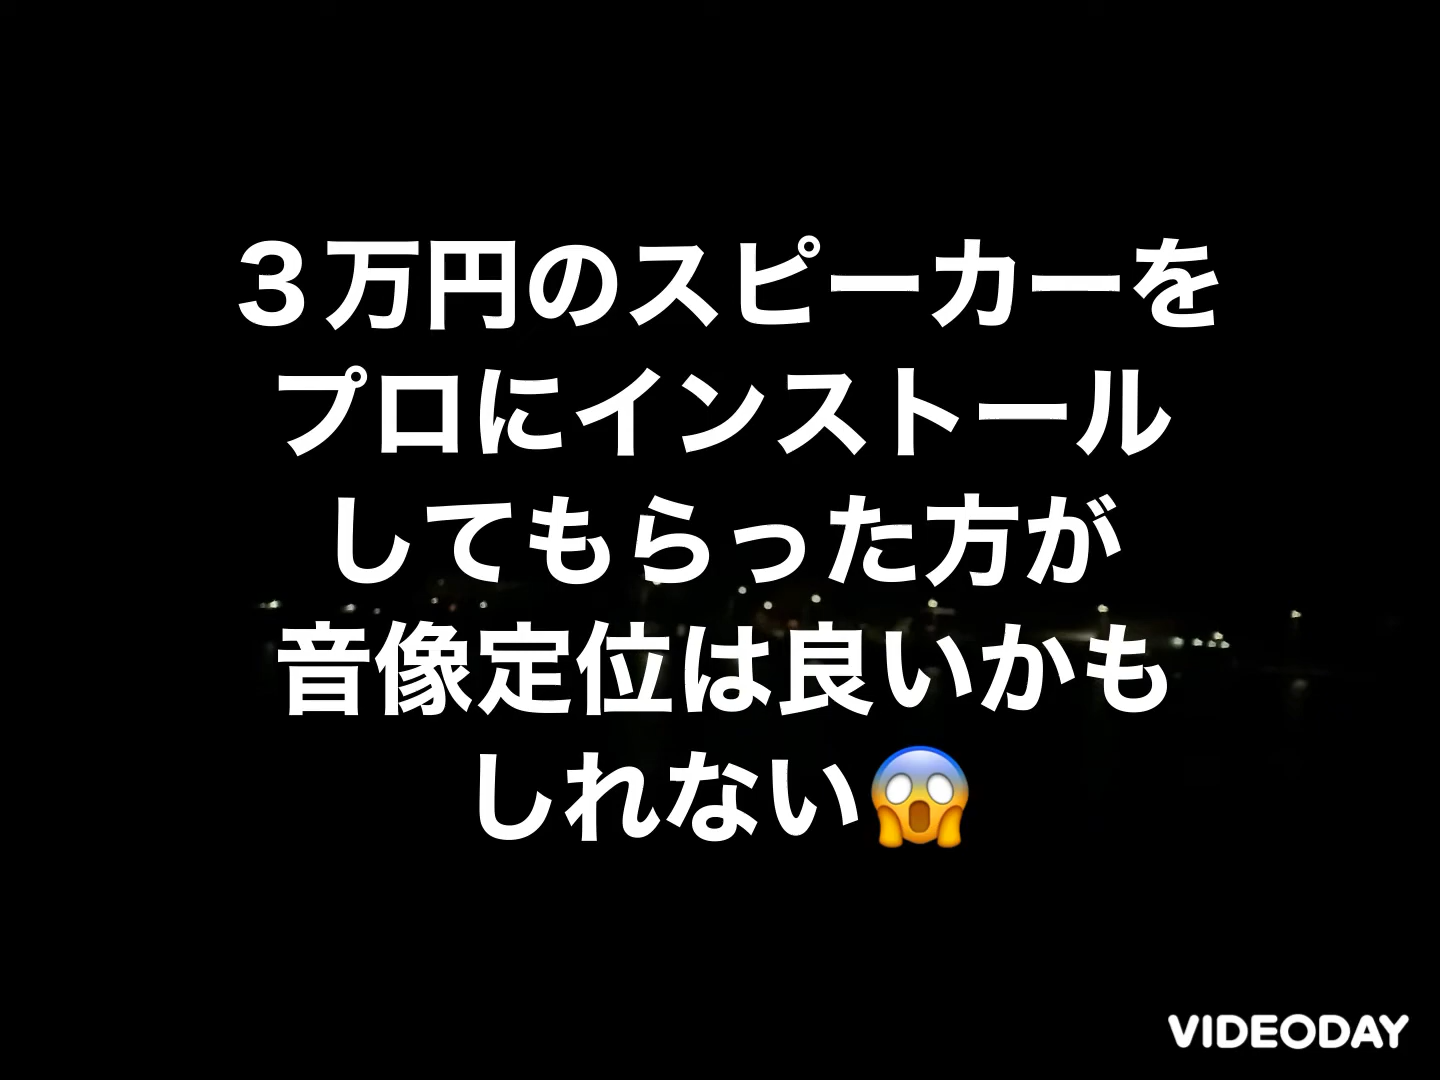 ３万円のスピーカーを
プロにインストール
してもらった方が
音像定位は良いかも
しれない😱
VIDEODAY